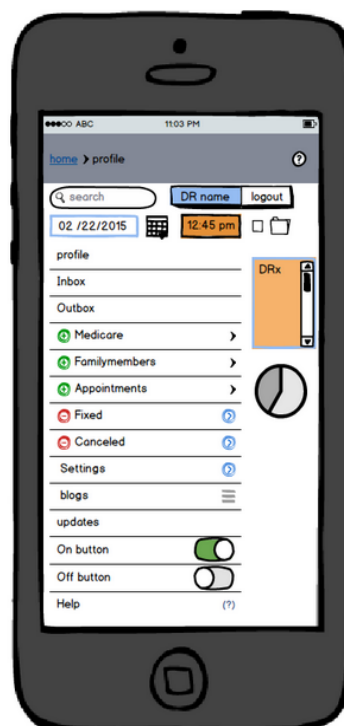 ABC 11:03 PM
home > profile ?
search DR name logout
02 /22/2015 12:45 pm
profile
DRx
Inbox
Outbox
Medicare
Familymembers
Appointments
Fixed
Canceled
Settings
blogs
updates
On button
Off button
Help (?)